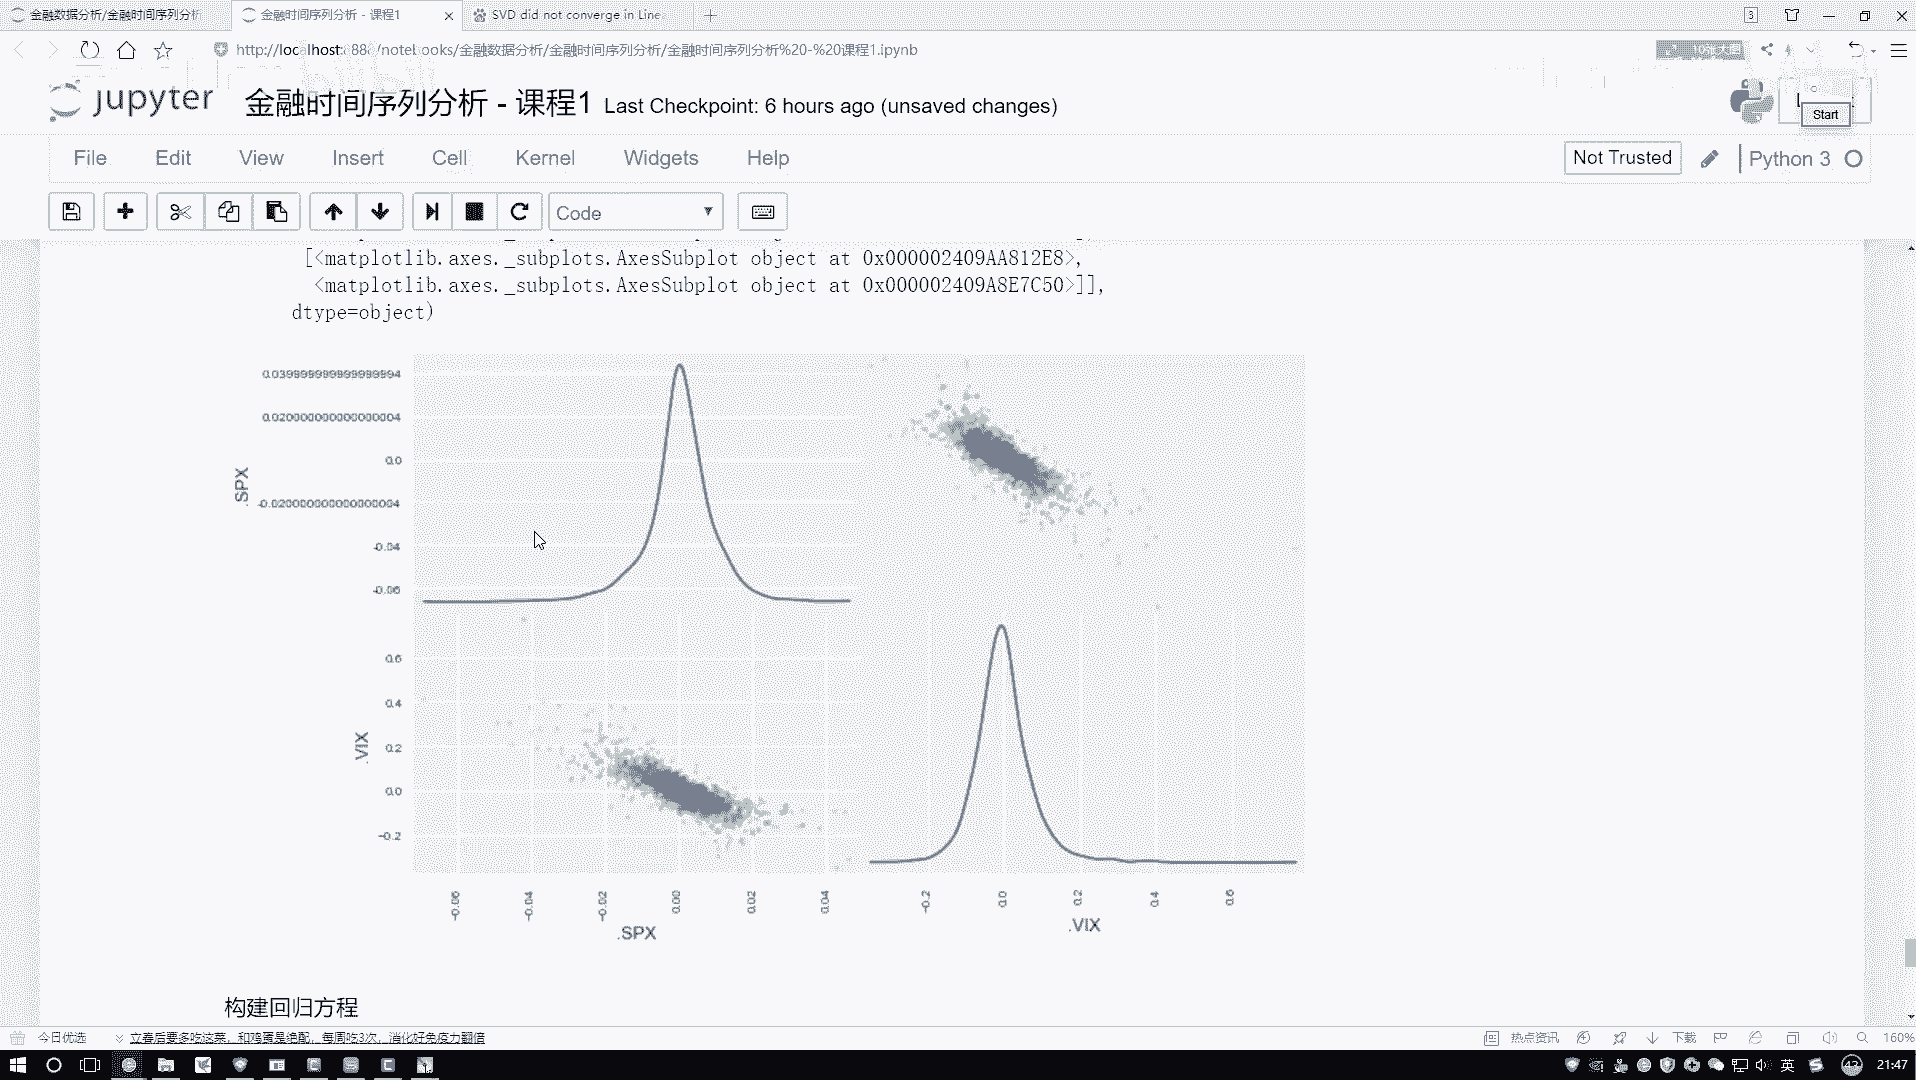 金融数据分析/金融时间序列分析 金融时间序列分析 - 课程1 SVD did not converge in Line 3
http://localhost:888/notebooks/金融数据分析/金融时间序列分析/金融时间序列分析%20-%20课程1.ipynb 10张大图
jupyter 金融时间序列分析 - 课程1 Last Checkpoint: 6 hours ago (unsaved changes)
Start
File Edit View Insert Cell Kernel Widgets Help Not Trusted Python 3
Code
[<matplotlib.axes._subplots.AxesSubplot object at 0x000002409AA812E8>,
<matplotlib.axes._subplots.AxesSubplot object at 0x000002409A8E7C50>]],
dtype=object)
0.02000000000000004
0.0
.SPX
-0.02000000000000004
-0.04
-0.06
0.6
0.4
.VIX
0.2
0.0
-0.2
-0.06 -0.04 -0.02 0.00 0.02 0.04 -0.2 0.0 0.2 0.4 0.6
.SPX .VIX
构建回归方程
今日优选 立春后要多吃这菜，和鸡蛋是绝配，每周吃3次，消化好免疫力翻倍 热点资讯 下载 160%
英 43 21:47